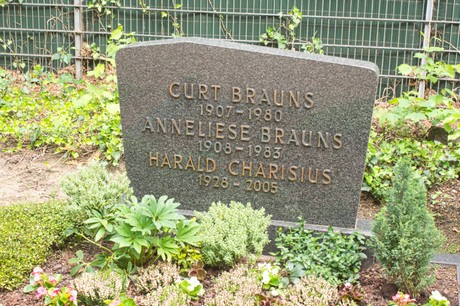 CURT BRAUNS
1907-1980
ANNELIESE BRAUNS
1908-1983
HARALD CHARISIUS
1928-2005